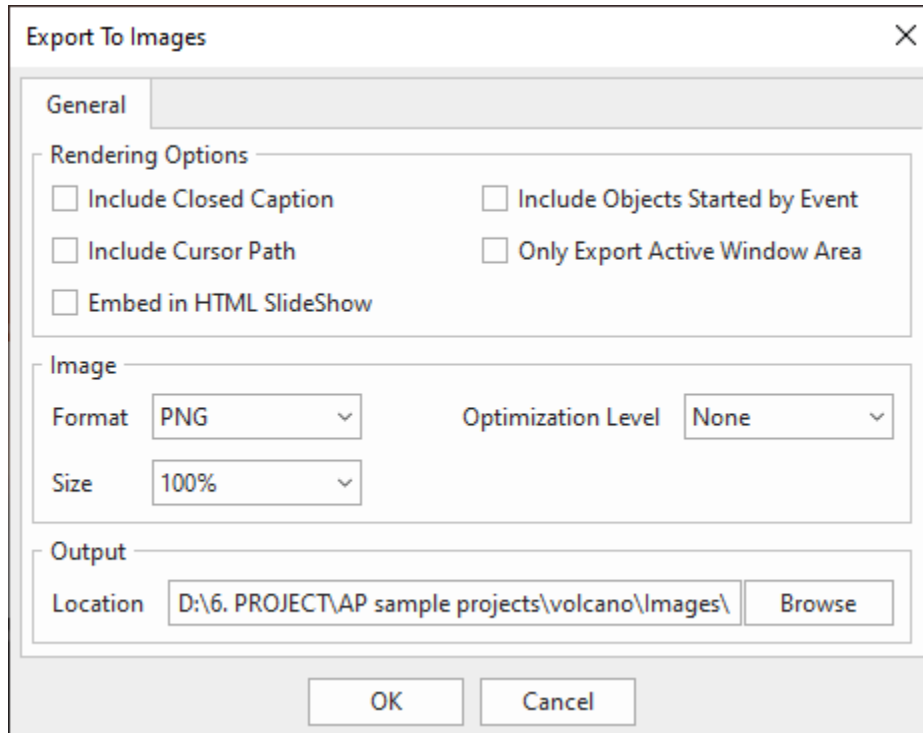 Export To Images
General
Rendering Options
Include Closed Caption
Include Objects Started by Event
Include Cursor Path
Only Export Active Window Area
Embed in HTML SlideShow
Image
Format PNG Optimization Level None
Size 100%
Output
Location D:\6. PROJECT\AP sample projects\volcano\Images\ Browse
OK Cancel